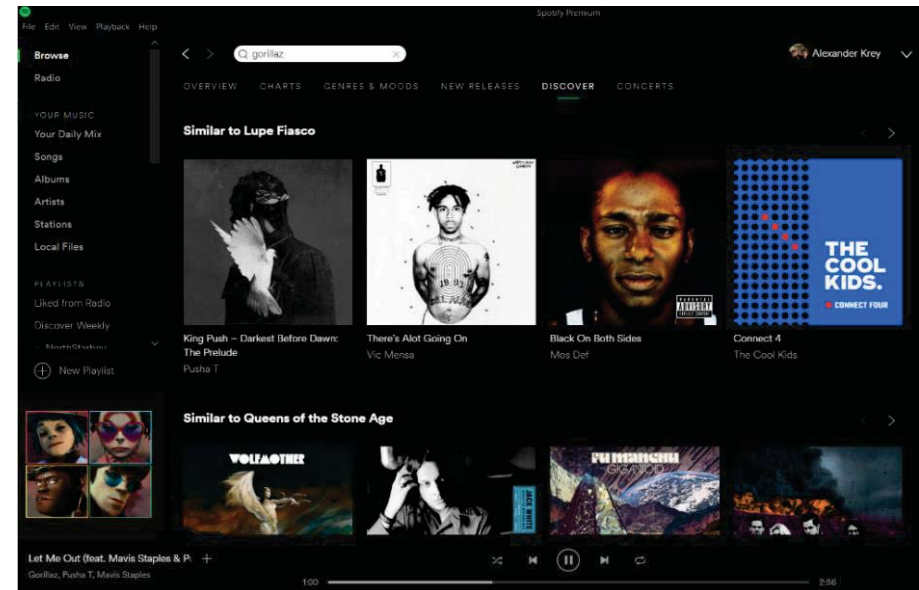 Spotify Premium
File Edit View Playback Help
Browse
Radio
YOUR MUSIC
Your Daily Mix
Songs
Albums
Artists
Stations
Local Files
PLAYLISTS
Liked from Radio
Discover Weekly
NorthStarboy
New Playlist
gorillaz
Alexander Krey
OVERVIEW CHARTS GENRES & MOODS NEW RELEASES DISCOVER CONCERTS
Similar to Lupe Fiasco
1993
PARENTAL
ADVISORY
EXPLICIT CONTENT
THE
COOL
KIDS.
CONNECT FOUR
King Push – Darkest Before Dawn:
The Prelude
Pusha T
There's Alot Going On
Vic Mensa
Black On Both Sides
Mos Def
Connect 4
The Cool Kids
Similar to Queens of the Stone Age
WOLFMOTHER
JACK WHITE
FU MANCHU
GIGANTOID
Let Me Out (feat. Mavis Staples & P
Gorillaz, Pusha T, Mavis Staples
1:00
2:56